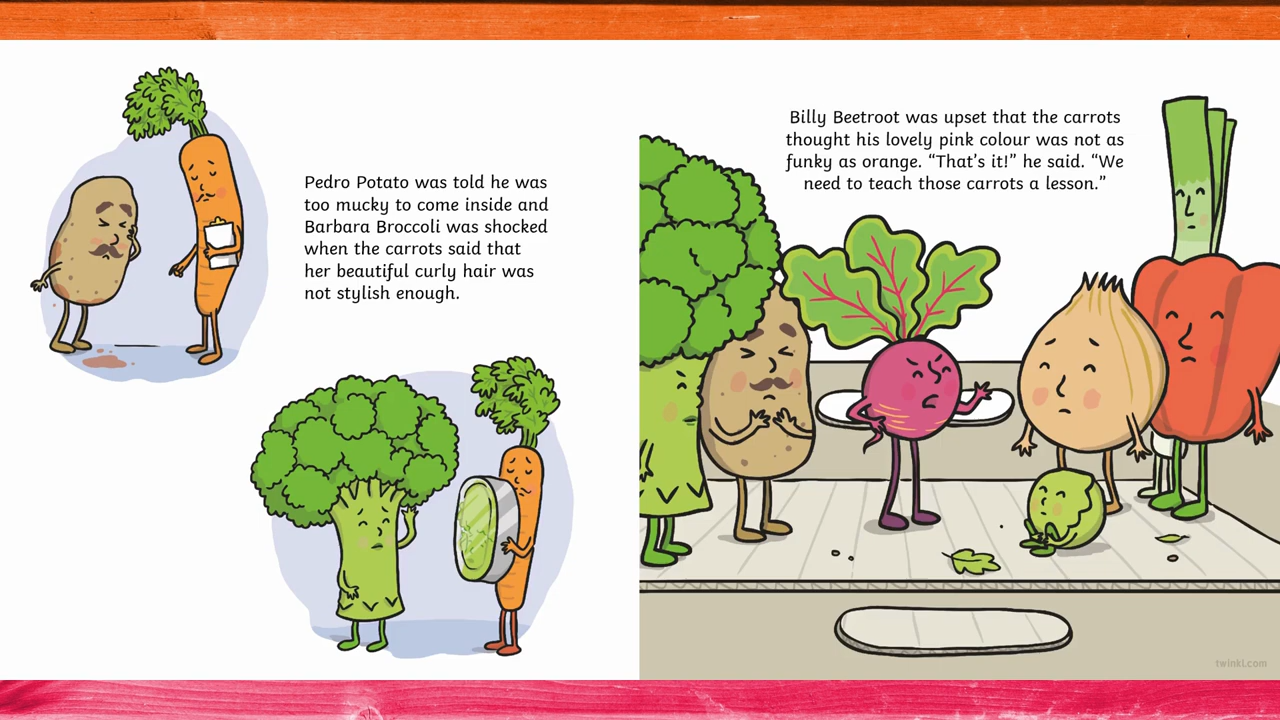 Pedro Potato was told he was
too mucky to come inside and
Barbara Broccoli was shocked
when the carrots said that
her beautiful curly hair was
not stylish enough.
Billy Beetroot was upset that the carrots
thought his lovely pink colour was not as
funky as orange. “That’s it!” he said. “We
need to teach those carrots a lesson.”
twinkl.com